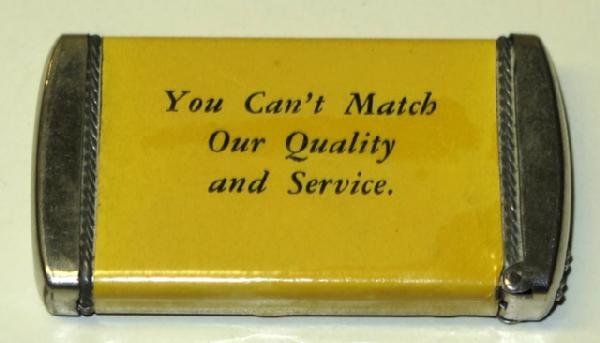 You Can't Match
Our Quality
and Service.